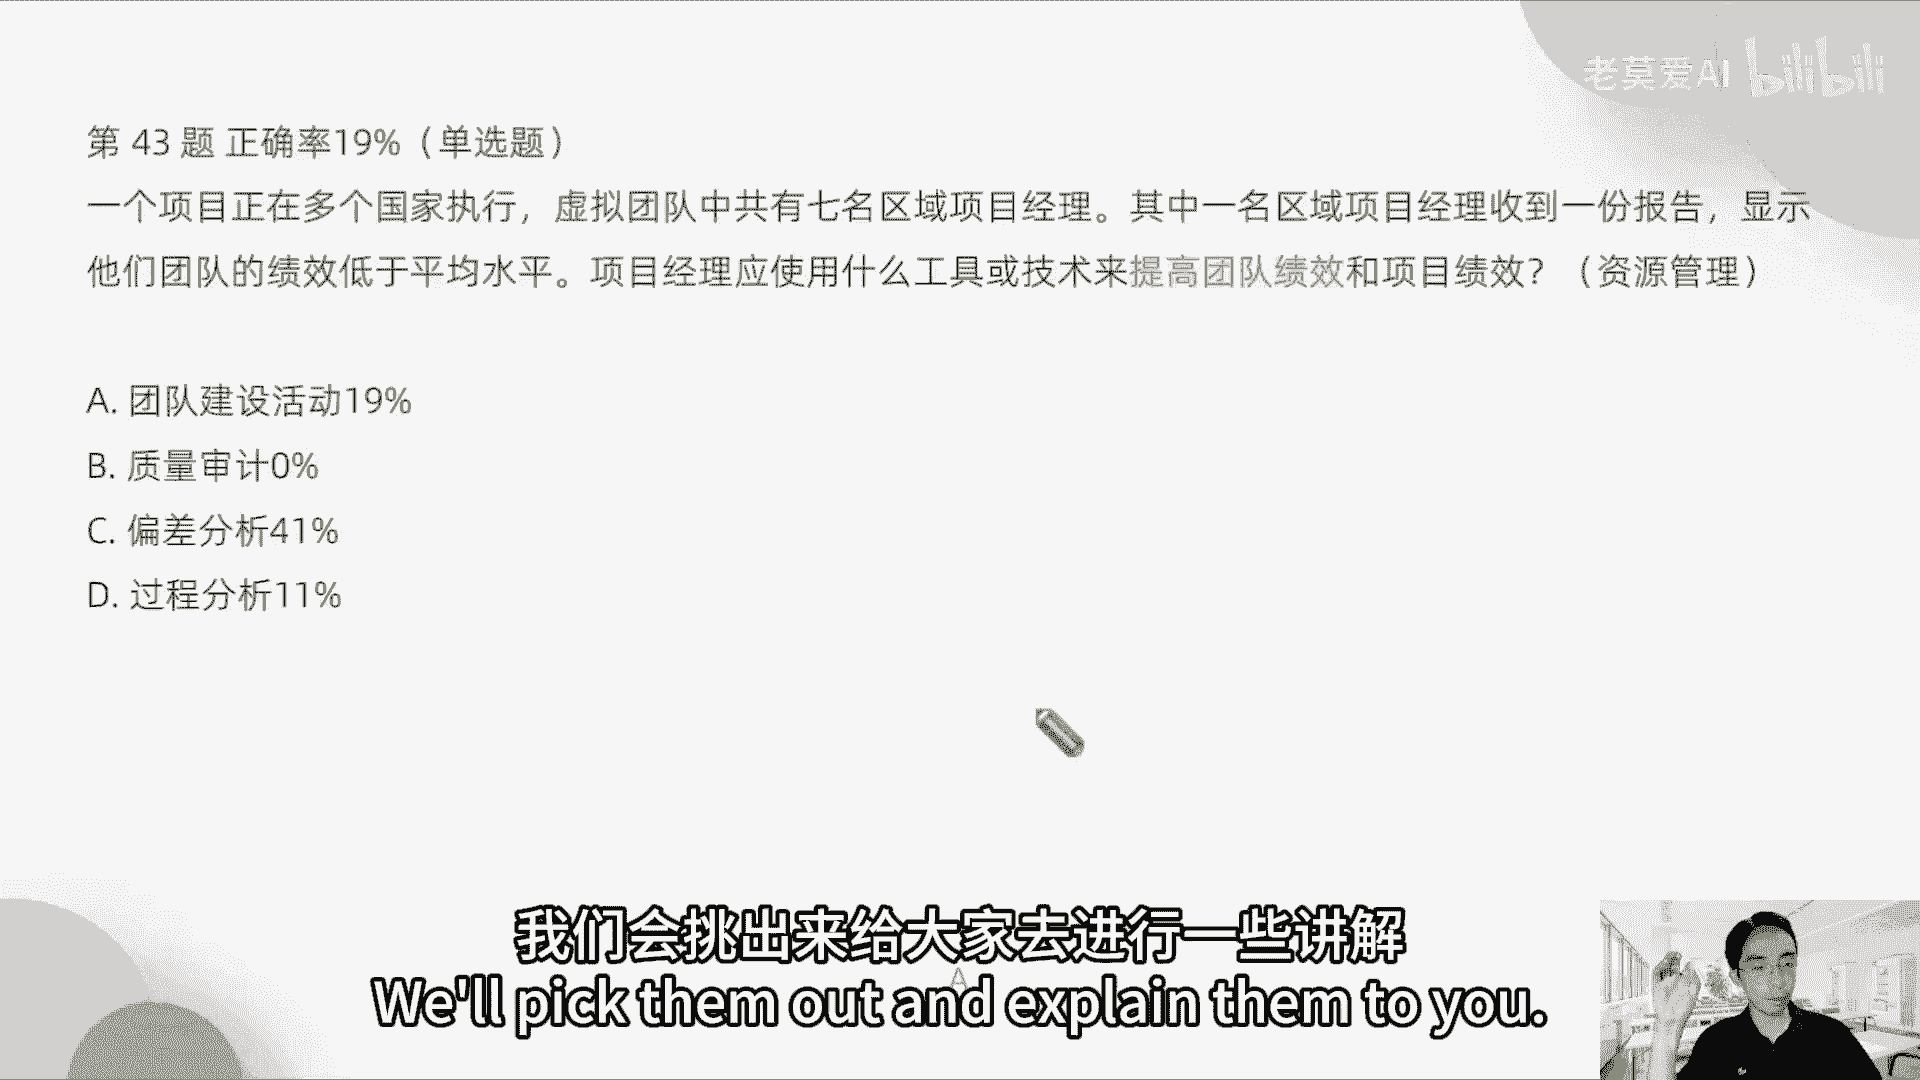 老莫爱AI bilibili
第 43 题 正确率19%（单选题）
一个项目正在多个国家执行，虚拟团队中共有七名区域项目经理。其中一名区域项目经理收到一份报告，显示
他们团队的绩效低于平均水平。项目经理应使用什么工具或技术来提高团队绩效和项目绩效？（资源管理）
A. 团队建设活动19%
B. 质量审计0%
C. 偏差分析41%
D. 过程分析11%
我们会挑出来给大家去进行一些讲解
A
We'll pick them out and explain them to you.